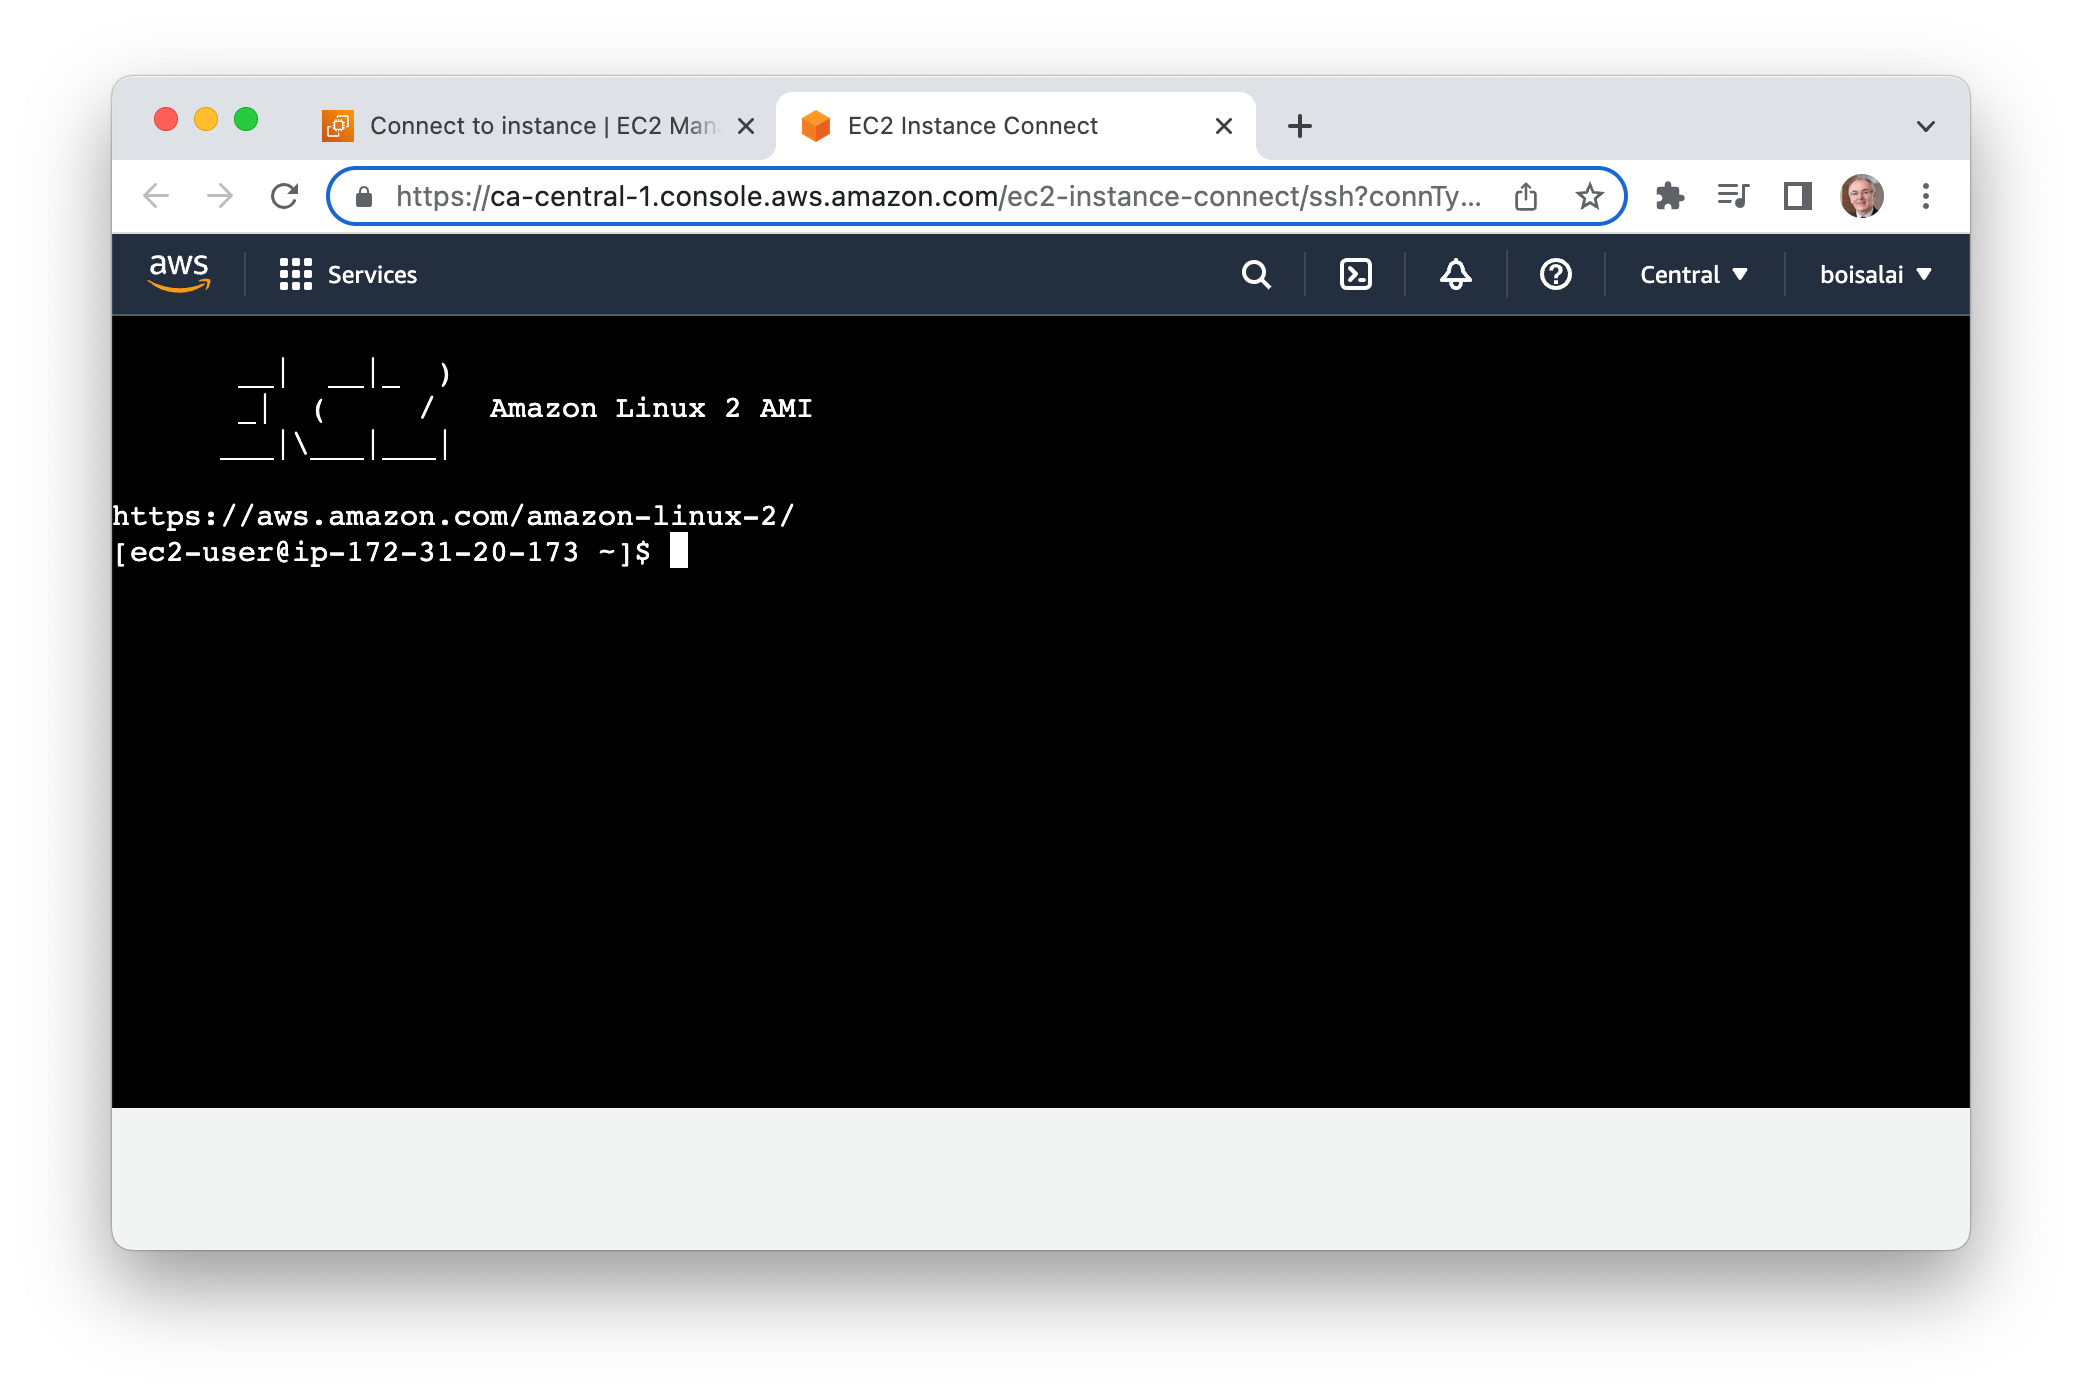 Connect to instance | EC2 Man
EC2 Instance Connect
https://ca-central-1.console.aws.amazon.com/ec2-instance-connect/ssh?connTy...
aws
Services
Central
boisalai
       __|  __|_  )
       _|  (     /   Amazon Linux 2 AMI
      ___|\___|___|
https://aws.amazon.com/amazon-linux-2/
[ec2-user@ip-172-31-20-173 ~]$